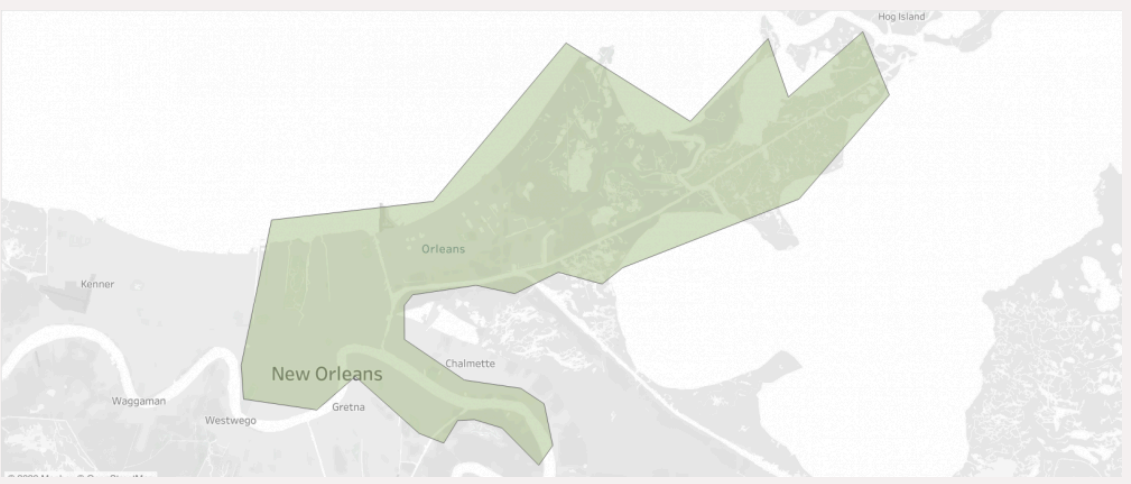 Hog Island
Orleans
Kenner
Chalmette
New Orleans
Waggaman
Gretna
Westwego